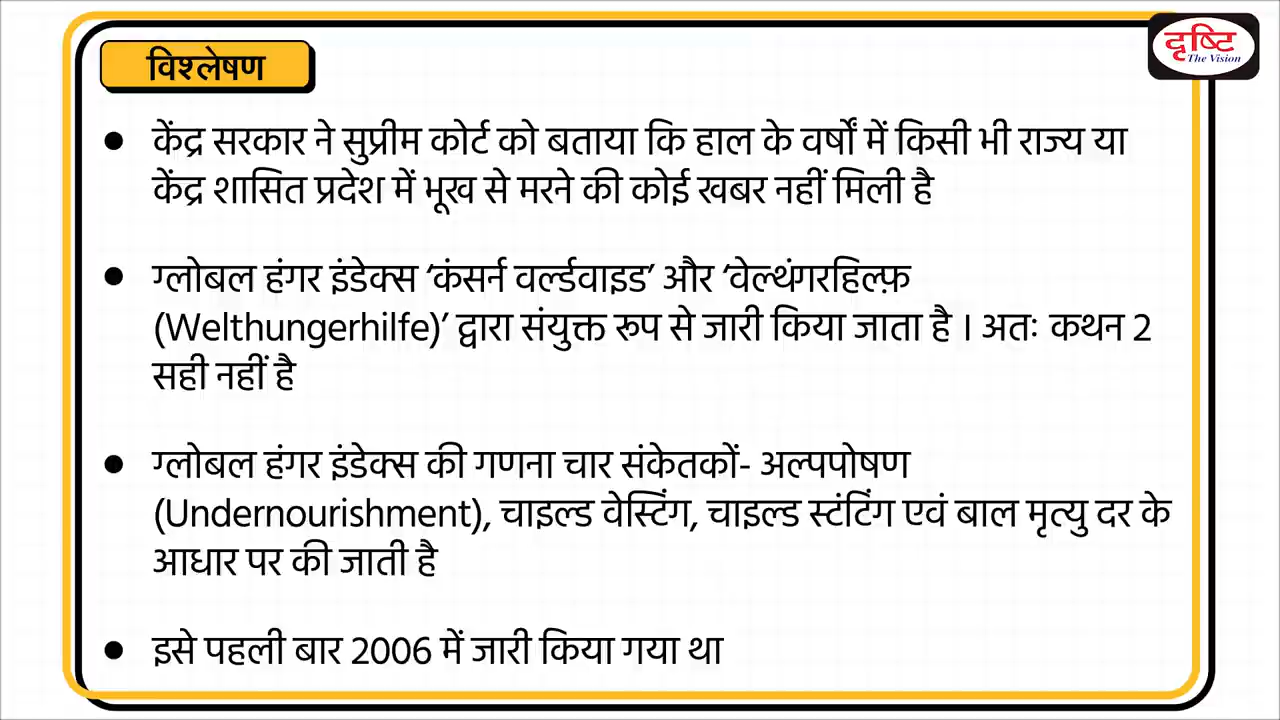 दृष्टि
The Vision
विश्लेषण
● केंद्र सरकार ने सुप्रीम कोर्ट को बताया कि हाल के वर्षों में किसी भी राज्य या
केंद्र शासित प्रदेश में भूख से मरने की कोई खबर नहीं मिली है
● ग्लोबल हंगर इंडेक्स ‘कंसर्न वर्ल्डवाइड’ और ‘वेल्थंगरहिल्फ़
(Welthungerhilfe)’ द्वारा संयुक्त रूप से जारी किया जाता है । अतः कथन 2
सही नहीं है
● ग्लोबल हंगर इंडेक्स की गणना चार संकेतकों- अल्पपोषण
(Undernourishment), चाइल्ड वेस्टिंग, चाइल्ड स्टंटिंग एवं बाल मृत्यु दर के
आधार पर की जाती है
● इसे पहली बार 2006 में जारी किया गया था